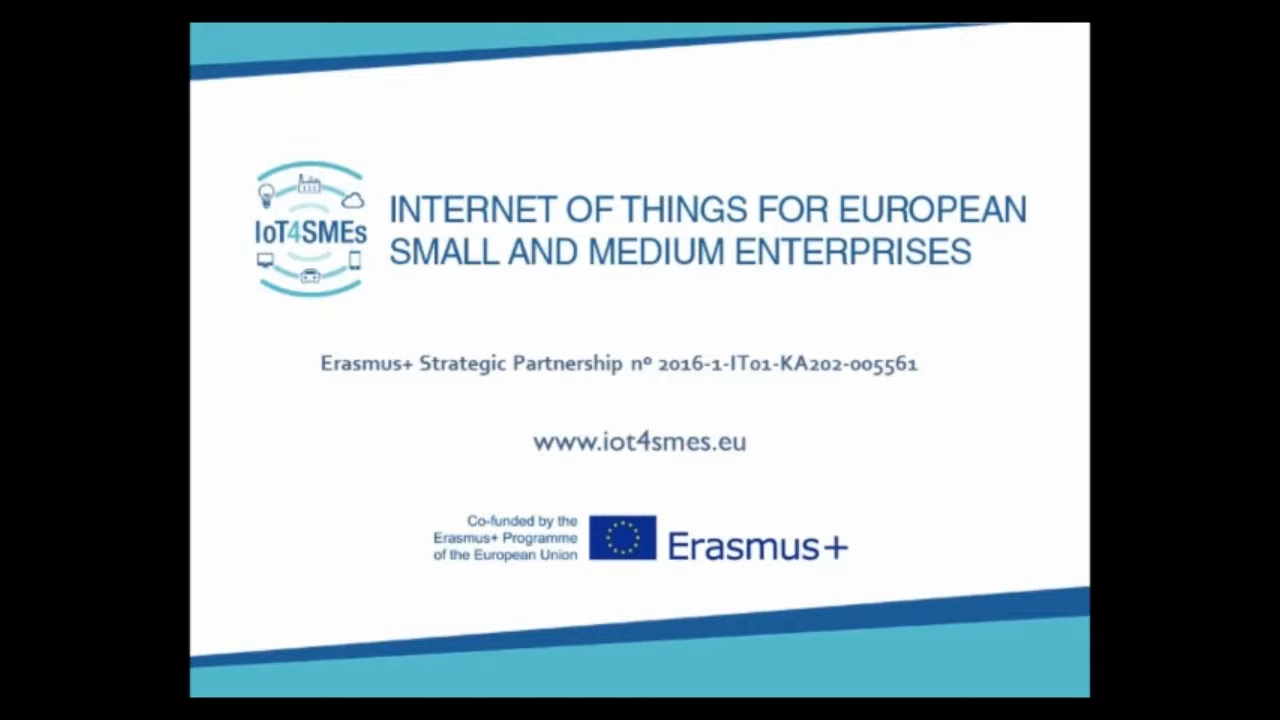 IoT4SMEs
INTERNET OF THINGS FOR EUROPEAN
SMALL AND MEDIUM ENTERPRISES
Erasmus+ Strategic Partnership nº 2016-1-IT01-KA202-005561
www.iot4smes.eu
Co-funded by the
Erasmus+ Programme
of the European Union
Erasmus+